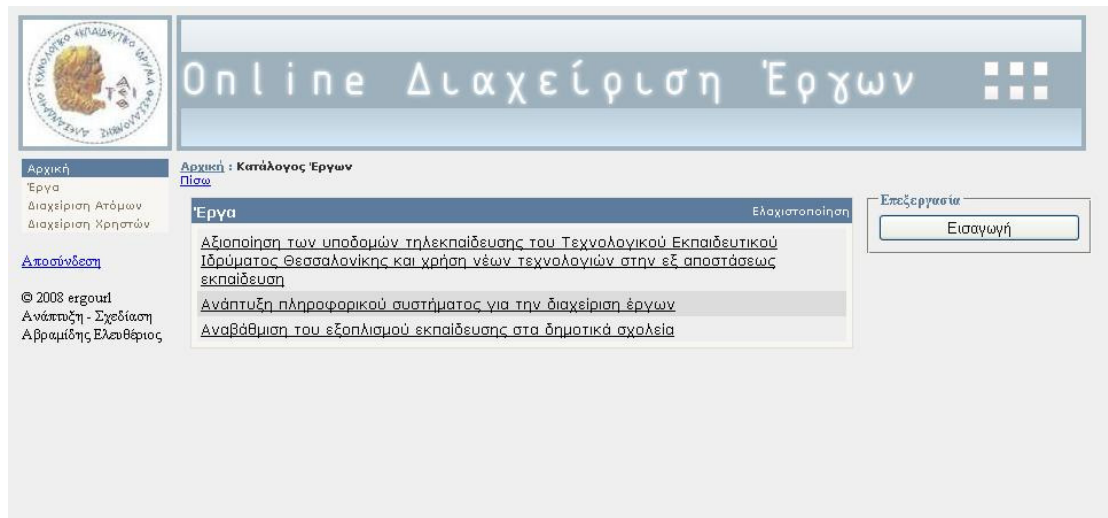 Online Διαχείριση Έργων
ΤΕΙ
Αρχική
Έργα
Διαχείριση Ατόμων
Διαχείριση Χρηστών
Αποσύνδεση
© 2008 ergourl
Ανάπτυξη - Σχεδίαση
Αβραμίδης Ελευθέριος
Αρχική : Κατάλογος Έργων
Πίσω
Έργα Ελαχιστοποίηση
Αξιοποίηση των υποδομών τηλεκπαίδευσης του Τεχνολογικού Εκπαιδευτικού
Ιδρύματος Θεσσαλονίκης και χρήση νέων τεχνολογιών στην εξ αποστάσεως
εκπαίδευση
Ανάπτυξη πληροφορικού συστήματος για την διαχείριση έργων
Αναβάθμιση του εξοπλισμού εκπαίδευσης στα δημοτικά σχολεία
Επεξεργασία
Εισαγωγή